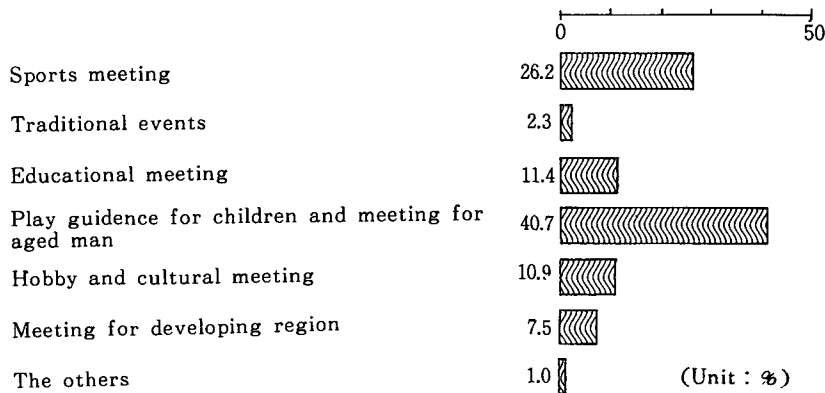 0 50
Sports meeting 26.2
Traditional events 2.3
Educational meeting 11.4
Play guidence for children and meeting for
aged man 40.7
Hobby and cultural meeting 10.9
Meeting for developing region 7.5
The others 1.0 (Unit : %)